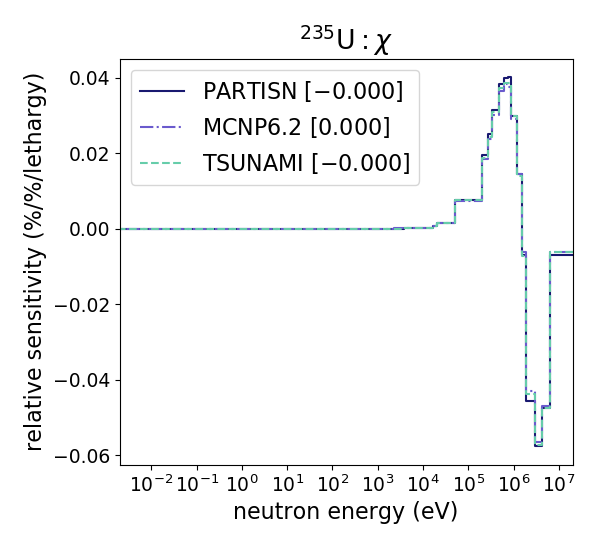 ²³⁵U : χ
PARTISN [−0.000]
MCNP6.2 [0.000]
TSUNAMI [−0.000]
relative sensitivity (%/%/lethargy)
0.04
0.02
0.00
−0.02
−0.04
−0.06
10⁻² 10⁻¹ 10⁰ 10¹ 10² 10³ 10⁴ 10⁵ 10⁶ 10⁷
neutron energy (eV)